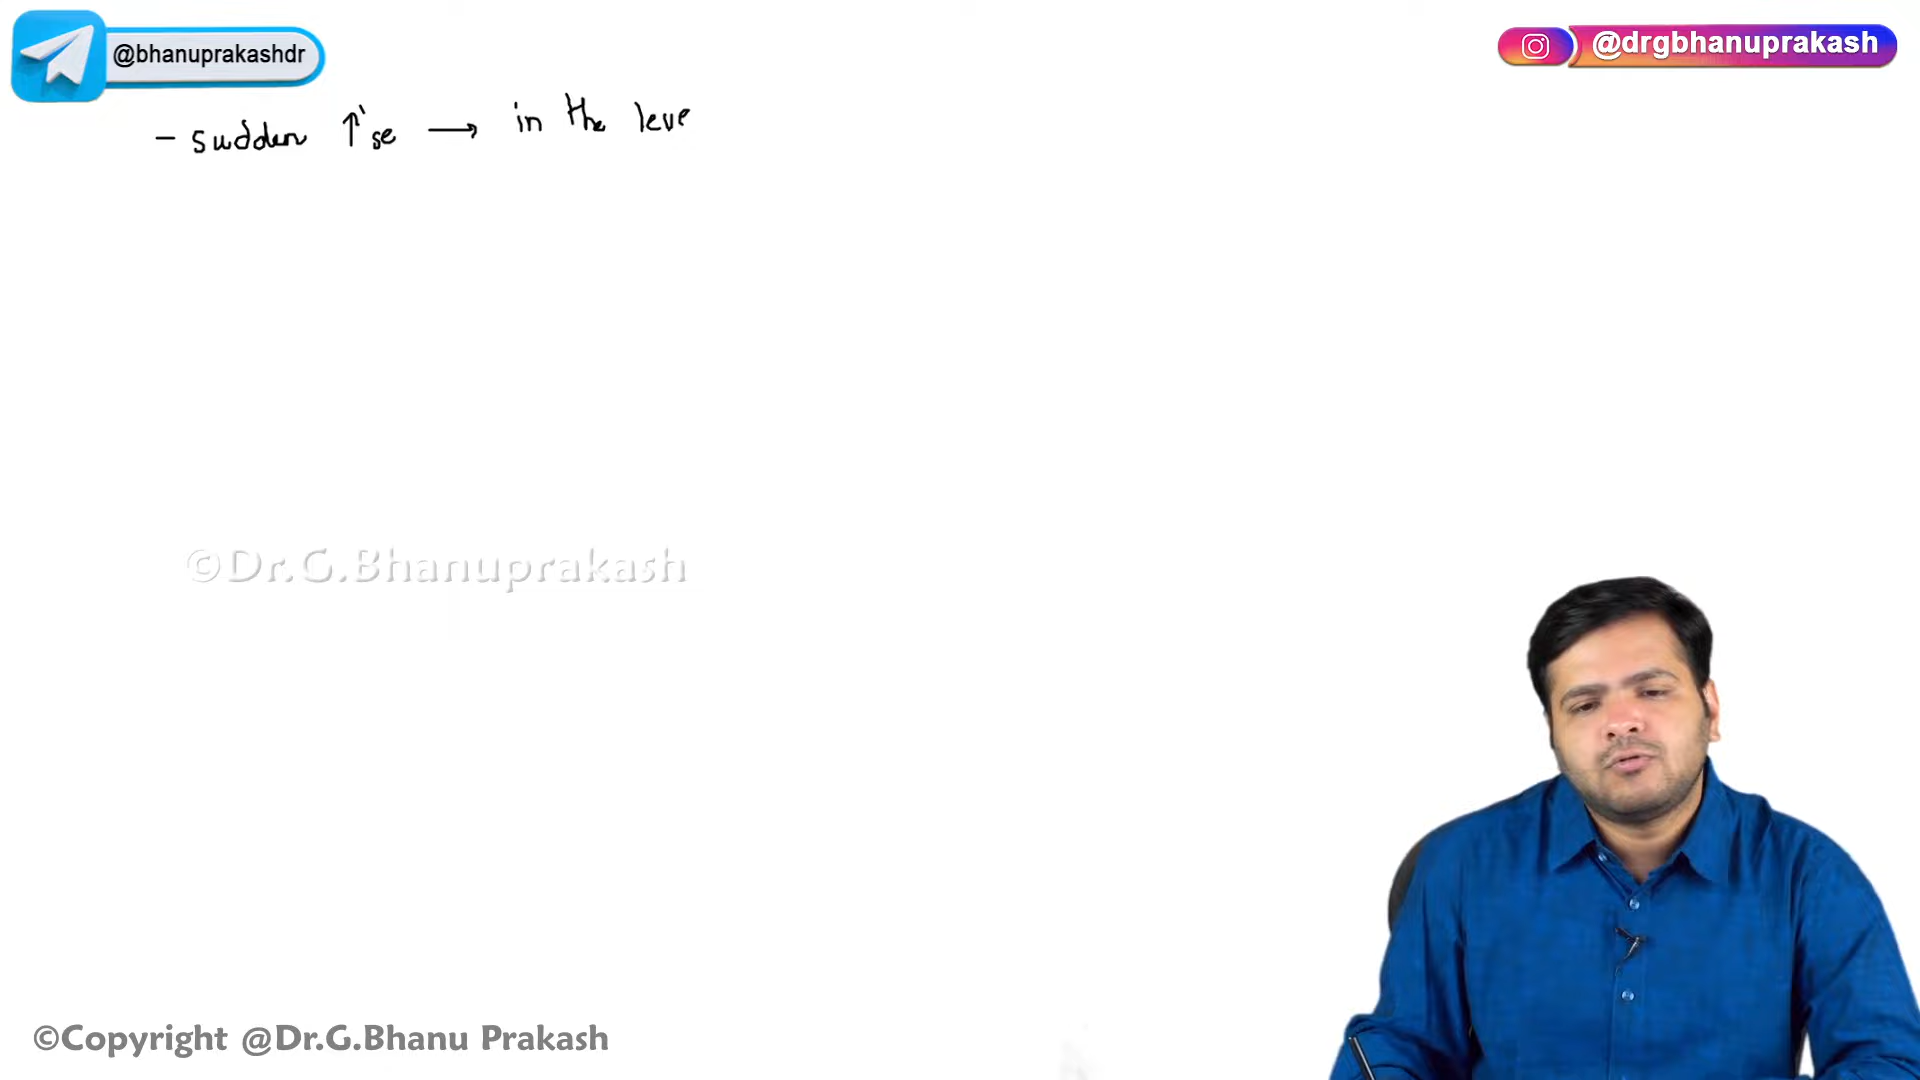 @bhanuprakashdr
@drgbhanuprakash
- sudden ↑'se → in the leve
©Dr.G.Bhanuprakash
©Copyright @Dr.G.Bhanu Prakash